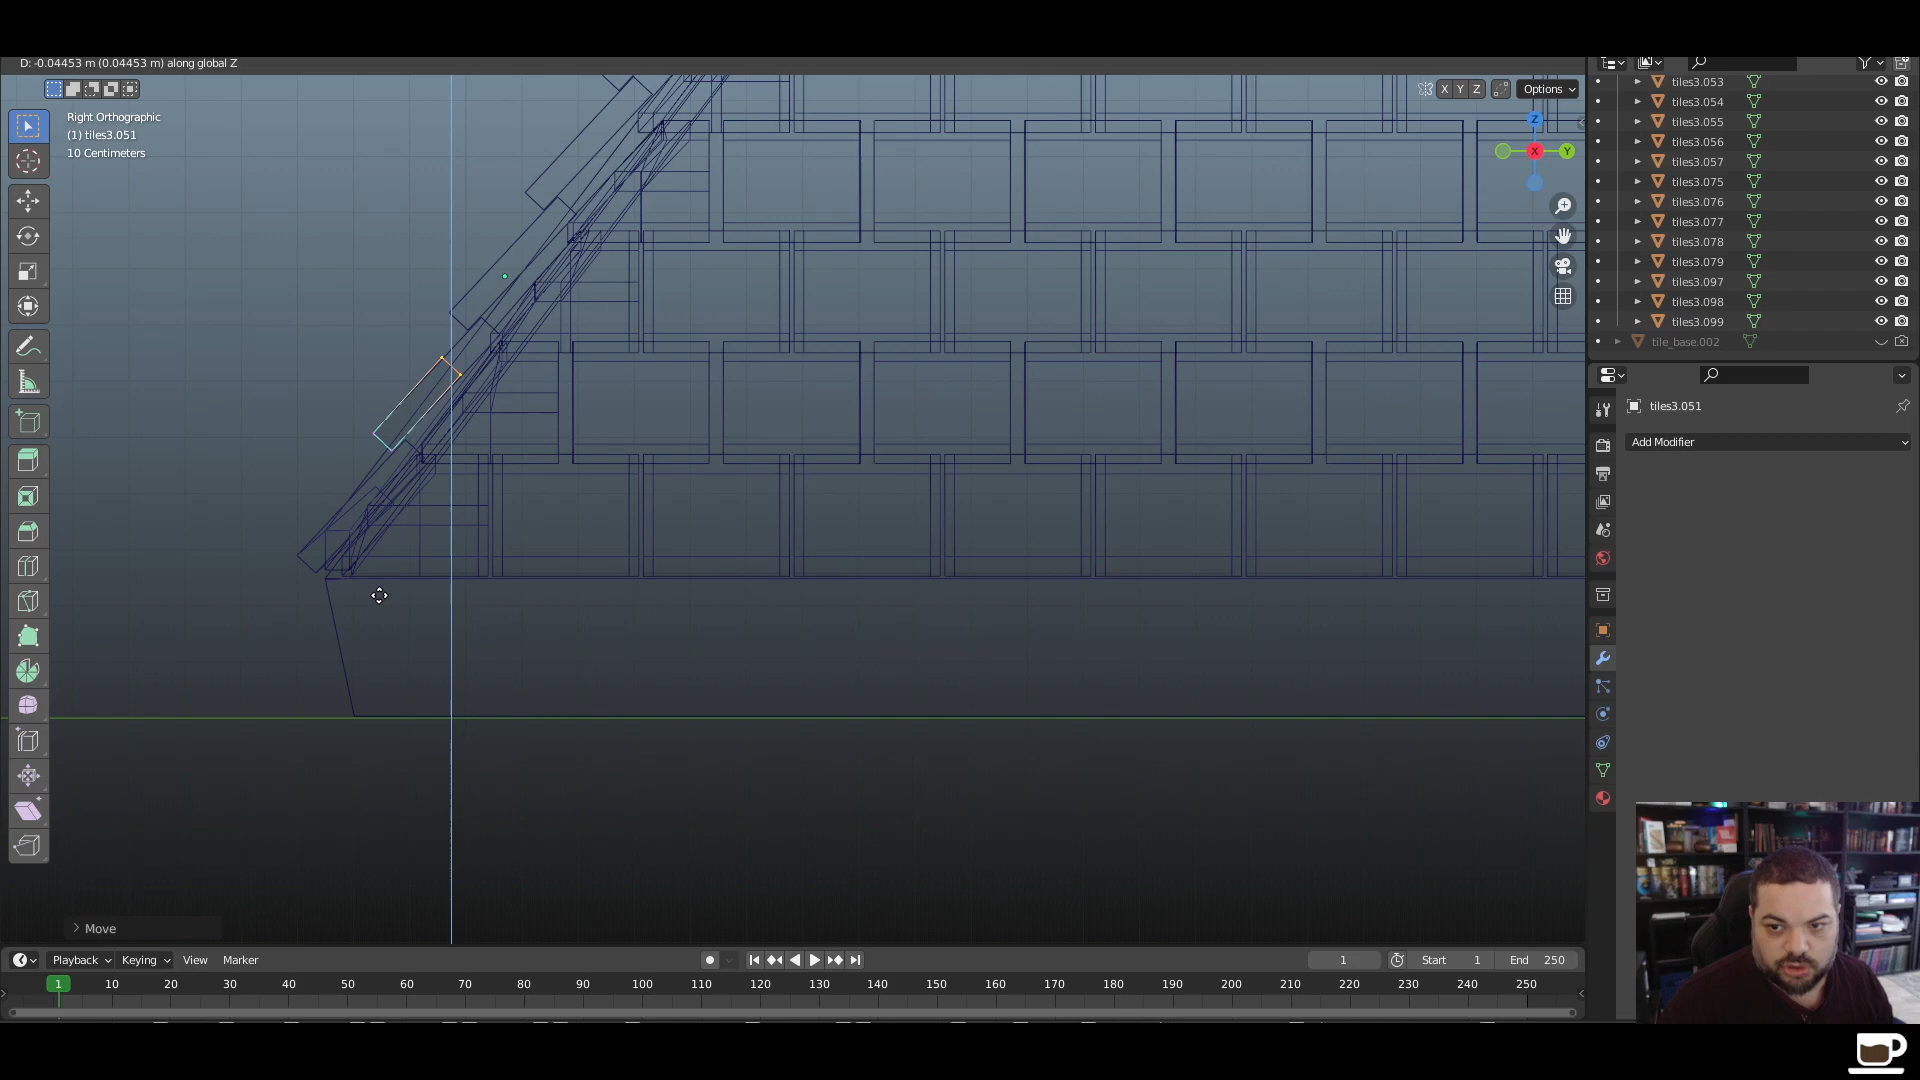 D: -0.04453 m (0.04453 m) along global Z
X Y Z
Options
Right Orthographic
(1) tiles3.051
10 Centimeters
Z
X
Y
tiles3.053
tiles3.054
tiles3.055
tiles3.056
tiles3.057
tiles3.075
tiles3.076
tiles3.077
tiles3.078
tiles3.079
tiles3.097
tiles3.098
tiles3.099
tile_base.002
tiles3.051
Add Modifier
Move
Playback
Keying
View
Marker
1
Start 1
End 250
1 10 20 30 40 50 60 70 80 90 100 110 120 130 140 150 160 170 180 190 200 210 220 230 240 250